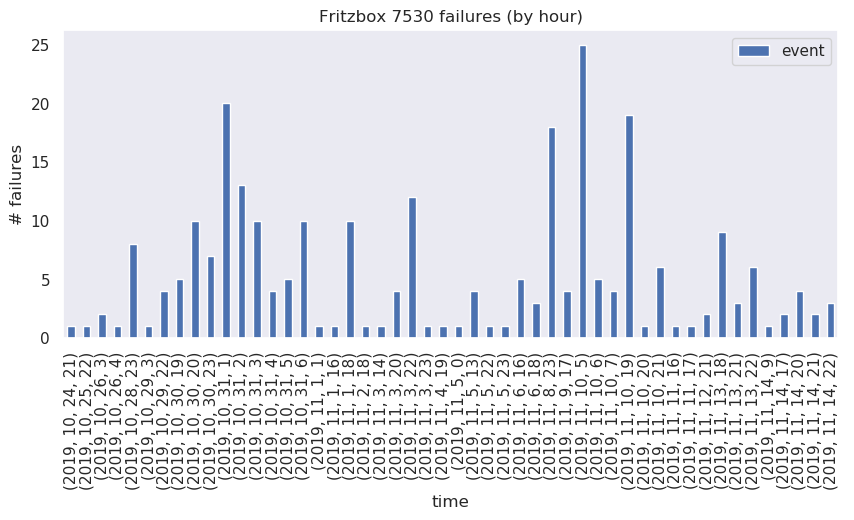 Fritzbox 7530 failures (by hour)
event
# failures
25
20
15
10
5
0
(2019, 10, 24, 21)
(2019, 10, 25, 22)
(2019, 10, 26, 3)
(2019, 10, 26, 4)
(2019, 10, 28, 23)
(2019, 10, 29, 3)
(2019, 10, 29, 22)
(2019, 10, 30, 19)
(2019, 10, 30, 20)
(2019, 10, 30, 23)
(2019, 10, 31, 1)
(2019, 10, 31, 2)
(2019, 10, 31, 3)
(2019, 10, 31, 4)
(2019, 10, 31, 5)
(2019, 10, 31, 6)
(2019, 11, 1, 1)
(2019, 11, 1, 16)
(2019, 11, 1, 18)
(2019, 11, 2, 18)
(2019, 11, 3, 14)
(2019, 11, 3, 20)
(2019, 11, 3, 22)
(2019, 11, 3, 23)
(2019, 11, 4, 19)
(2019, 11, 5, 0)
(2019, 11, 5, 13)
(2019, 11, 5, 22)
(2019, 11, 5, 23)
(2019, 11, 6, 16)
(2019, 11, 6, 18)
(2019, 11, 8, 23)
(2019, 11, 9, 17)
(2019, 11, 10, 5)
(2019, 11, 10, 6)
(2019, 11, 10, 7)
(2019, 11, 10, 19)
(2019, 11, 10, 20)
(2019, 11, 10, 21)
(2019, 11, 11, 16)
(2019, 11, 11, 17)
(2019, 11, 12, 21)
(2019, 11, 13, 18)
(2019, 11, 13, 21)
(2019, 11, 13, 22)
(2019, 11, 14, 9)
(2019, 11, 14, 17)
(2019, 11, 14, 20)
(2019, 11, 14, 21)
(2019, 11, 14, 22)
time